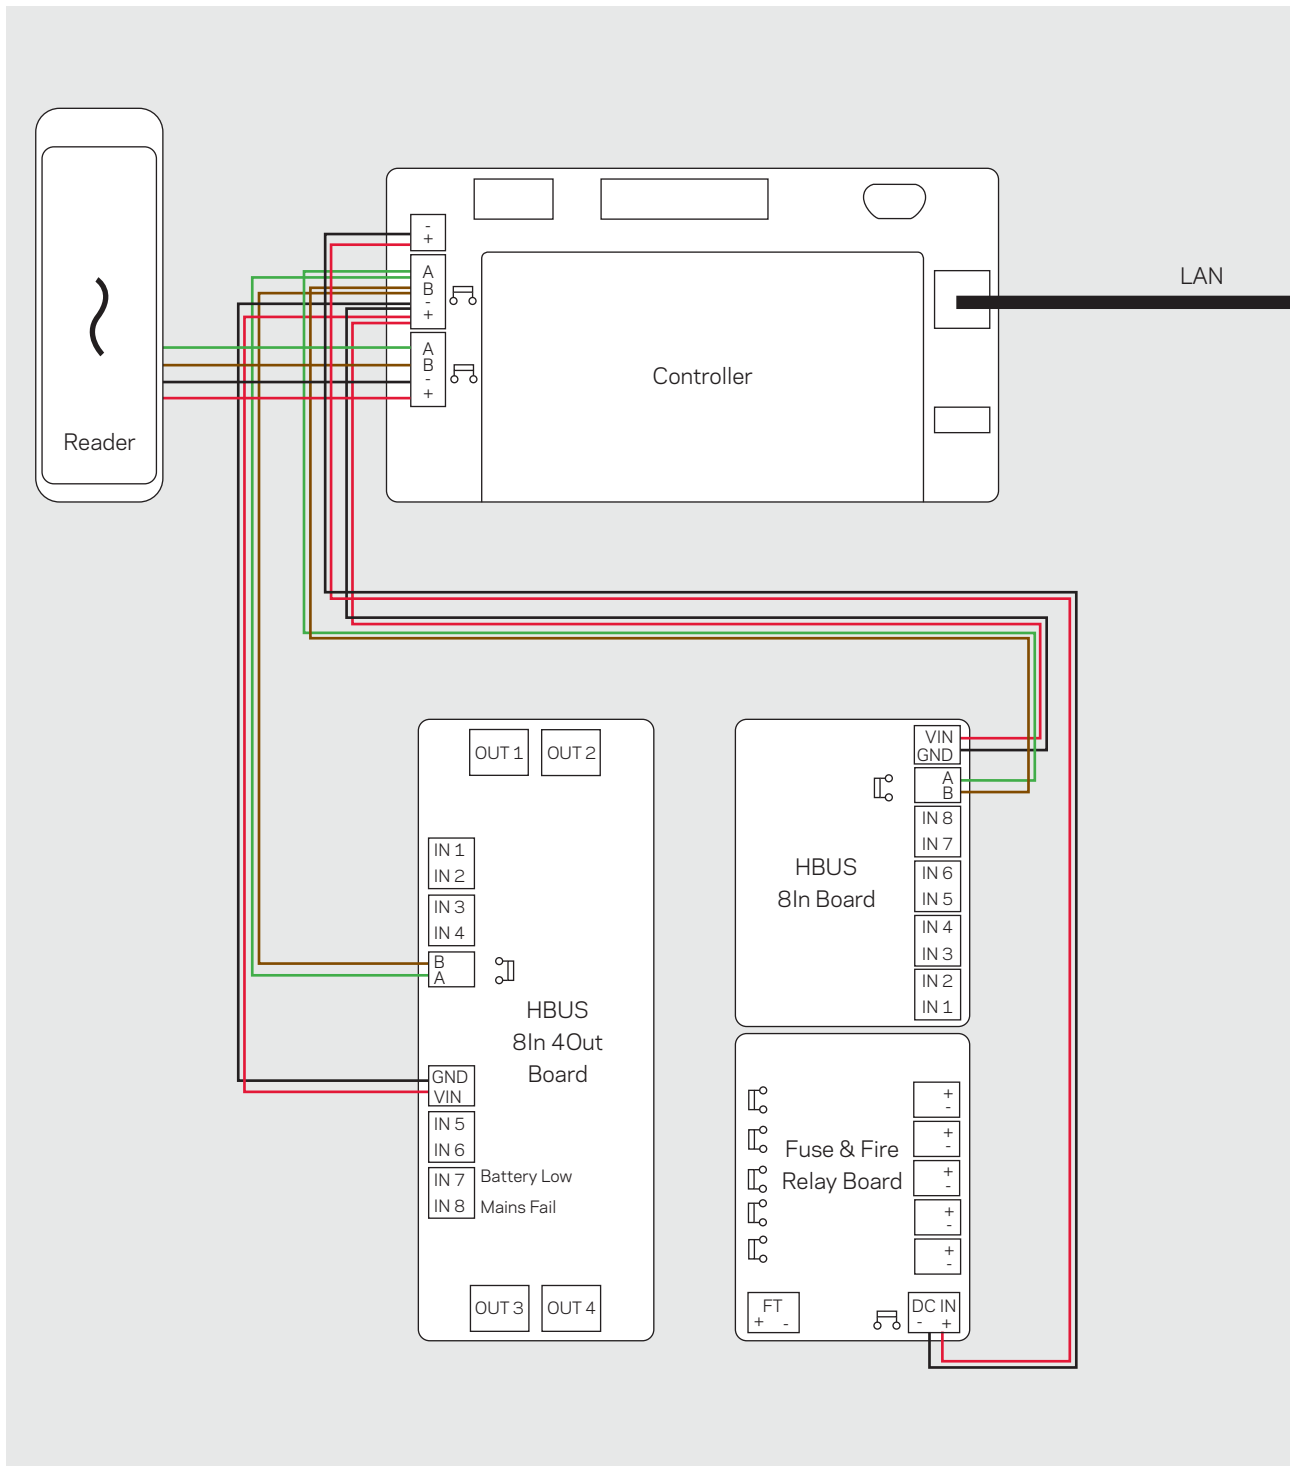 LAN
Reader
-
+
A
B
-
+
A
B
-
+
Controller
OUT 1
OUT 2
IN 1
IN 2
IN 3
IN 4
B
A
HBUS
8In 4Out
Board
GND
VIN
IN 5
IN 6
IN 7
Battery Low
IN 8
Mains Fail
OUT 3
OUT 4
VIN
GND
A
B
IN 8
IN 7
HBUS
8In Board
IN 6
IN 5
IN 4
IN 3
IN 2
IN 1
Fuse & Fire
Relay Board
+
-
+
-
+
-
+
-
+
-
FT
+ -
DC IN
- +